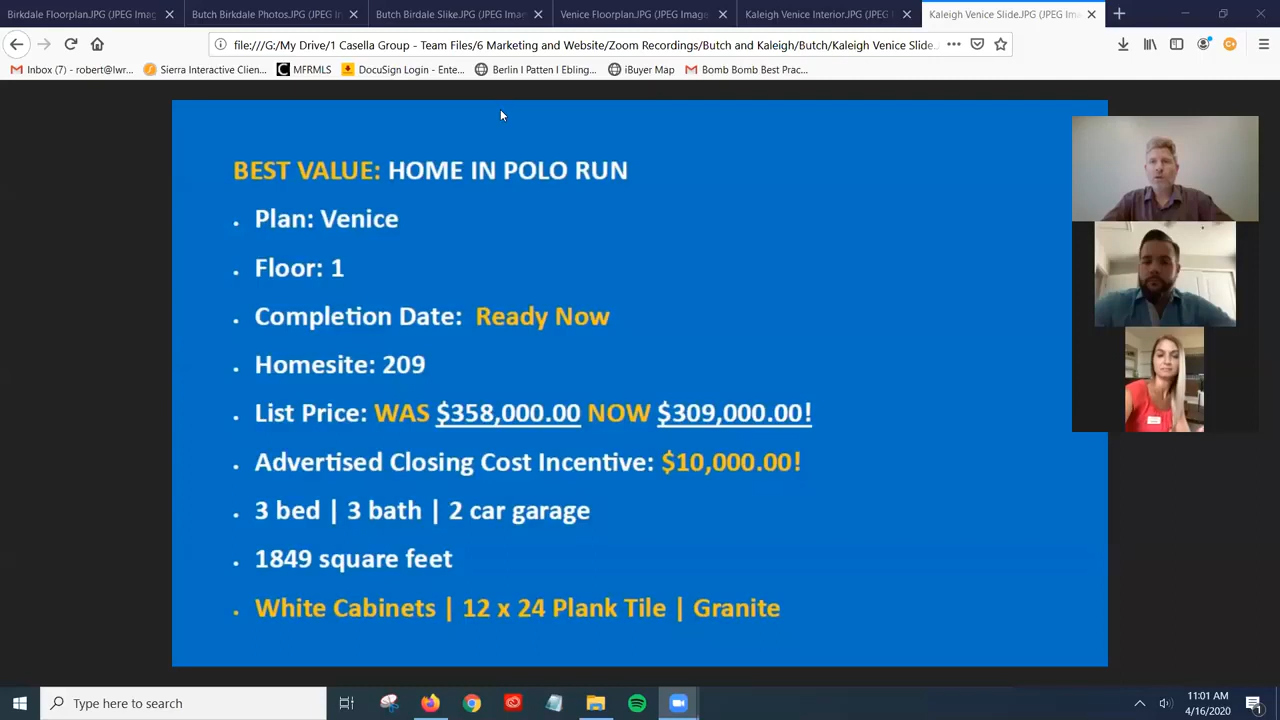 Birkdale Floorplan.JPG (JPEG Imag
Butch Birkdale Photos.JPG (JPEG In
Butch Birdale Slike.JPG (JPEG Imag
Venice Floorplan.JPG (JPEG Image
Kaleigh Venice Interior.JPG (JPEG I
Kaleigh Venice Slide.JPG (JPEG Ima
file:///G:/My Drive/1 Casella Group - Team Files/6 Marketing and Website/Zoom Recordings/Butch and Kaleigh/Butch/Kaleigh Venice Slide.
Inbox (7) - robert@lwr...
Sierra Interactive Clien...
MFRMLS
DocuSign Login - Ente...
Berlin I Patten I Ebling...
iBuyer Map
Bomb Bomb Best Prac...
BEST VALUE: HOME IN POLO RUN
• Plan: Venice
• Floor: 1
• Completion Date: Ready Now
• Homesite: 209
• List Price: WAS $358,000.00 NOW $309,000.00!
• Advertised Closing Cost Incentive: $10,000.00!
• 3 bed | 3 bath | 2 car garage
• 1849 square feet
• White Cabinets | 12 x 24 Plank Tile | Granite
Type here to search
11:01 AM
4/16/2020